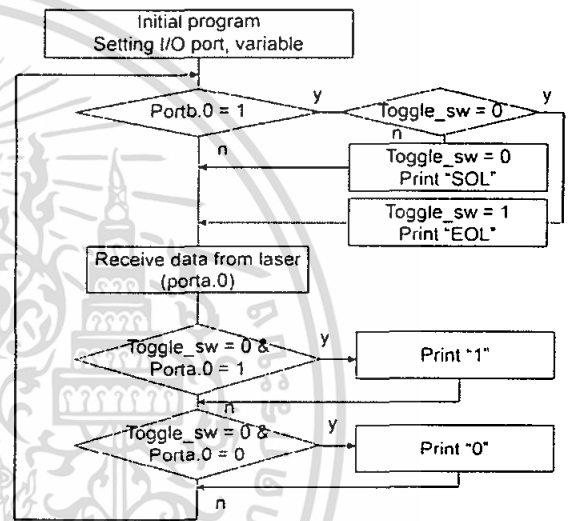 Initial program
Setting I/O port, variable
Portb.0 = 1
y
Toggle_sw = 0
y
n
n
Toggle_sw = 0
Print "SOL"
Toggle_sw = 1
Print "EOL"
Receive data from laser
(porta.0)
Toggle_sw = 0 &
Porta.0 = 1
y
Print "1"
n
Toggle_sw = 0 &
Porta.0 = 0
y
Print "0"
n